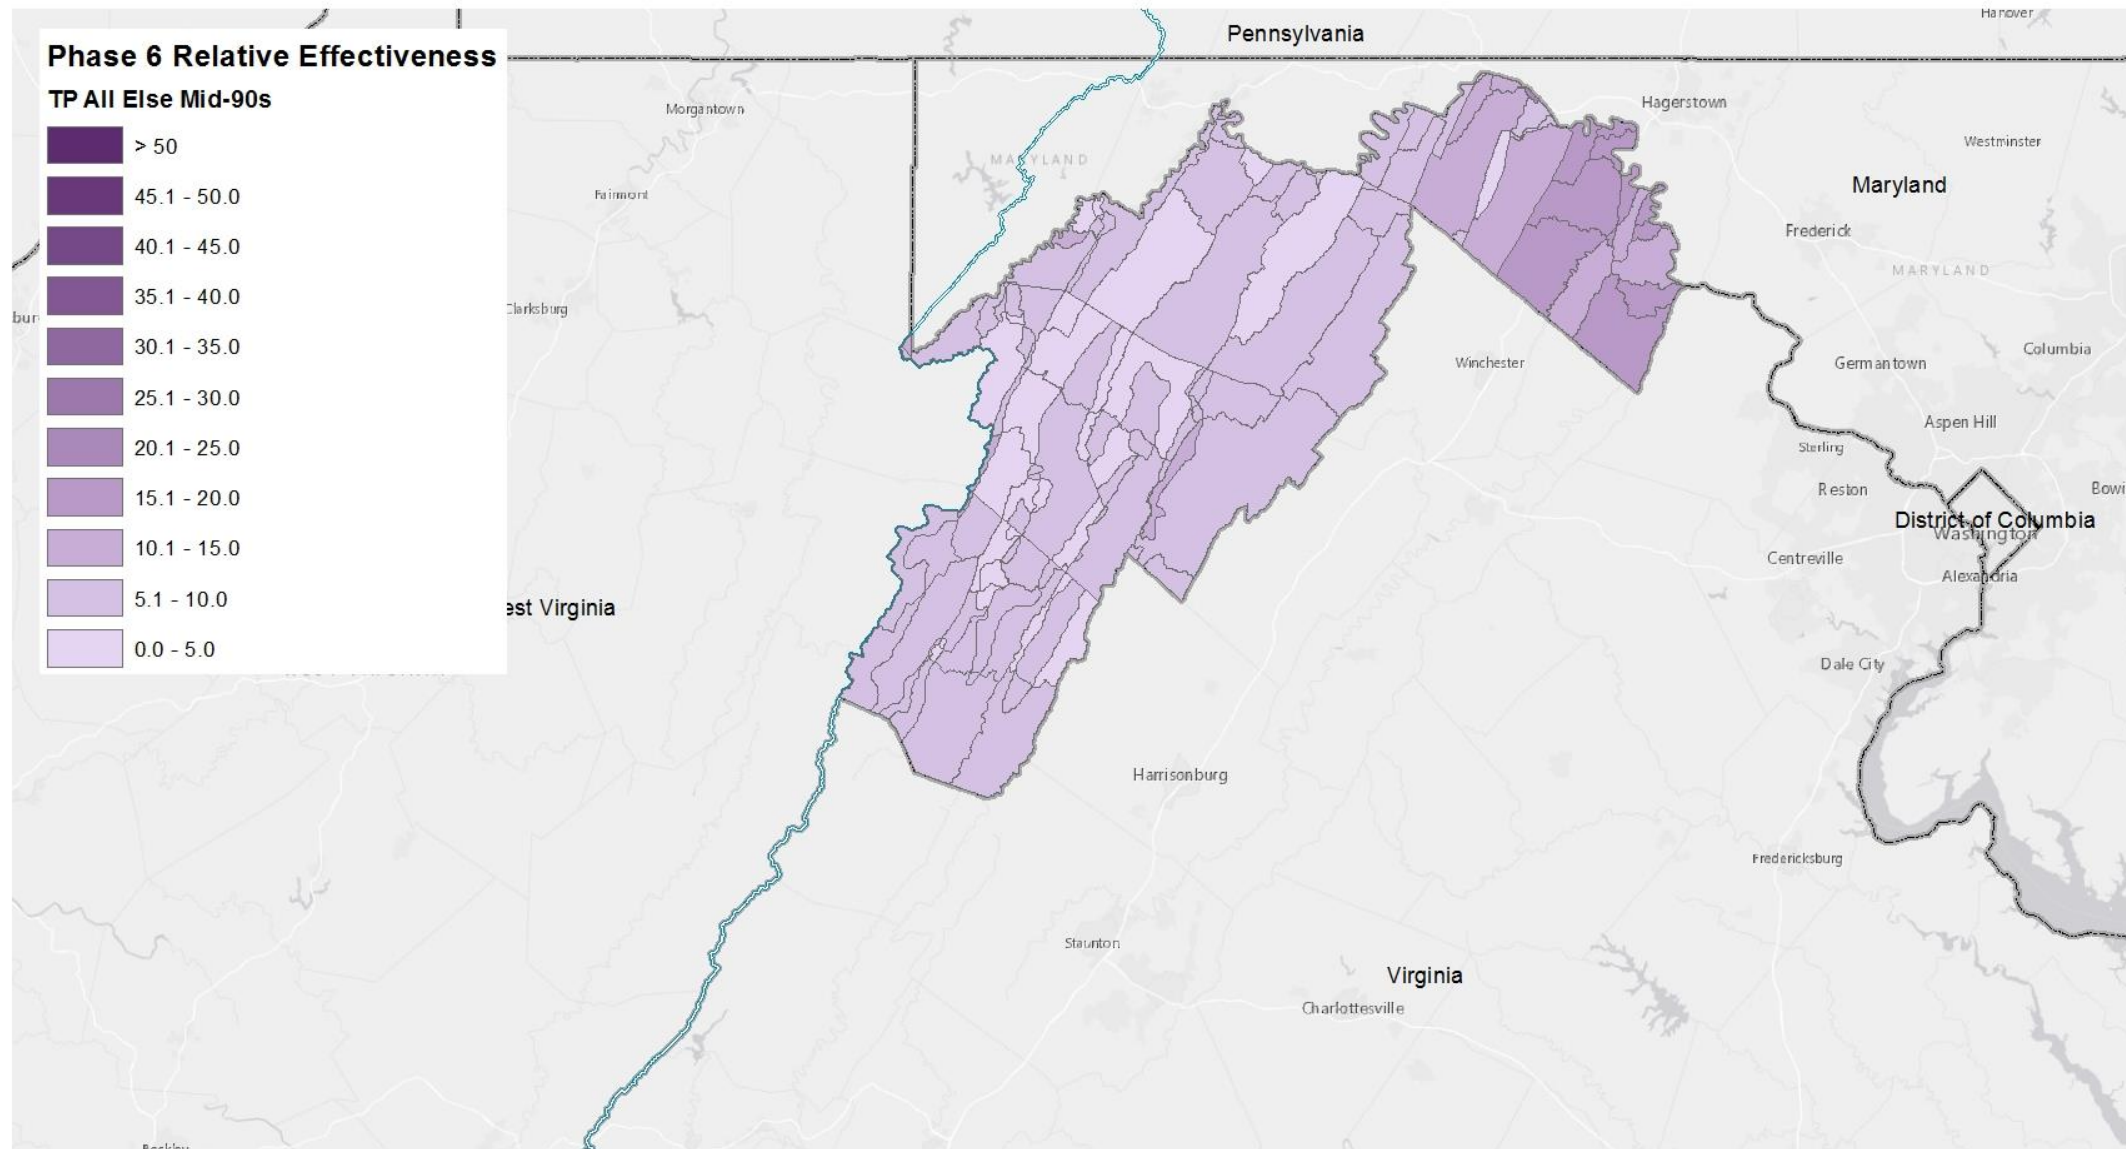 Phase 6 Relative Effectiveness
TP All Else Mid-90s
> 50
45.1 - 50.0
40.1 - 45.0
35.1 - 40.0
30.1 - 35.0
25.1 - 30.0
20.1 - 25.0
15.1 - 20.0
10.1 - 15.0
5.1 - 10.0
0.0 - 5.0
Hanover
Pennsylvania
Morgantown
Hagerstown
Westminster
MARYLAND
Maryland
Fairmont
Frederick
MARYLAND
Clarksburg
bur
Columbia
Winchester
Germantown
Aspen Hill
Sterling
Reston
Bowi
District of Columbia
Washington
Centreville
Alexandria
est Virginia
Dale City
Harrisonburg
Fredericksburg
Staunton
Virginia
Charlottesville